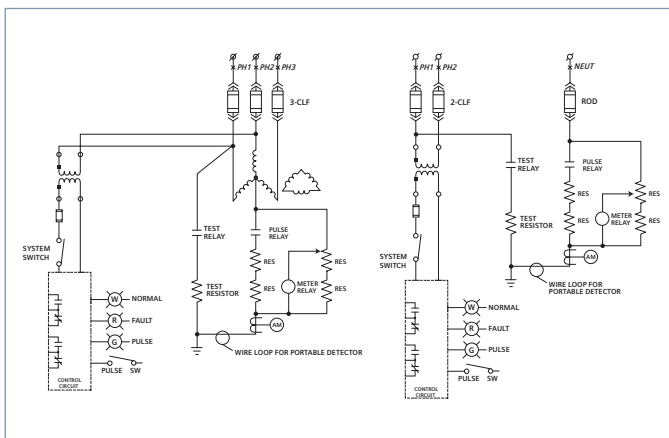 PH1
PH2
PH3
3-CLF
TEST
RELAY
PULSE
RELAY
RES
RES
RES
RES
METER
RELAY
TEST
RESISTOR
AM
WIRE LOOP FOR PORTABLE DETECTOR
SYSTEM
SWITCH
W
NORMAL
R
FAULT
G
PULSE
PULSE SW
CONTROL
CIRCUIT
PH1
PH2
2-CLF
NEUT
ROD
TEST
RELAY
PULSE
RELAY
RES
RES
RES
RES
METER
RELAY
TEST
RESISTOR
AM
WIRE LOOP FOR
PORTABLE DETECTOR
SYSTEM
SWITCH
W
NORMAL
R
FAULT
G
PULSE
PULSE SW
CONTROL
CIRCUIT